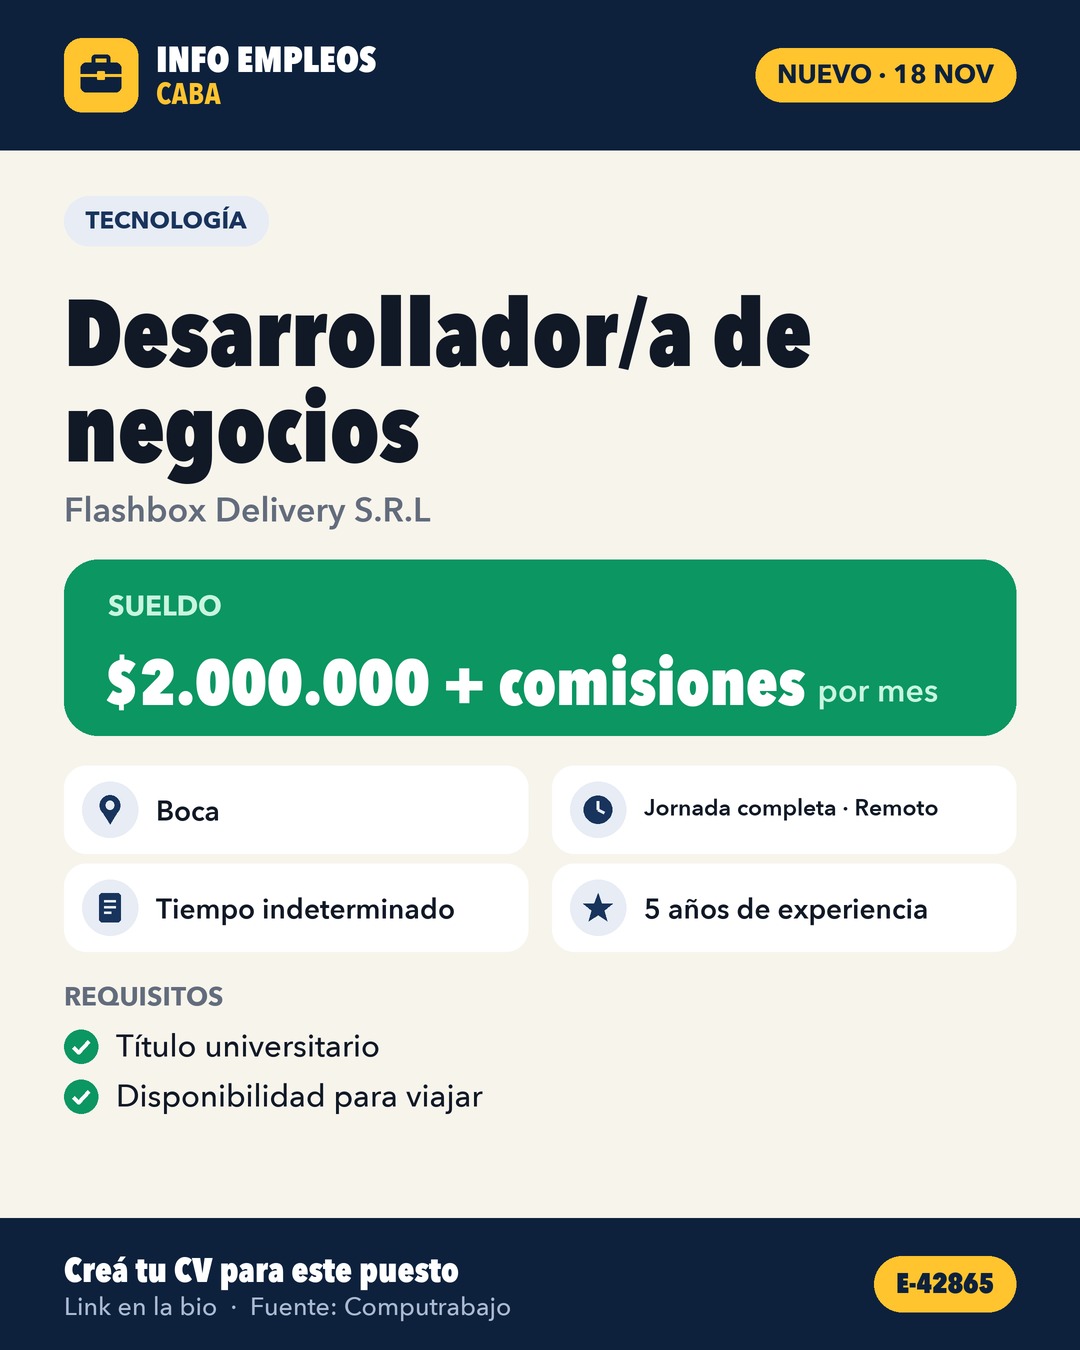 INFO EMPLEOS
CABA
NUEVO · 18 NOV
TECNOLOGÍA
Desarrollador/a de
negocios
Flashbox Delivery S.R.L
SUELDO
$2.000.000 + comisiones por mes
Boca
Jornada completa · Remoto
Tiempo indeterminado
5 años de experiencia
REQUISITOS
Título universitario
Disponibilidad para viajar
Creá tu CV para este puesto
Link en la bio · Fuente: Computrabajo
E-42865